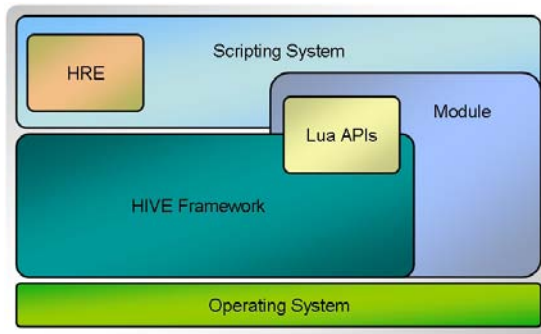 Scripting System
HRE
Module
Lua APIs
HIVE Framework
Operating System